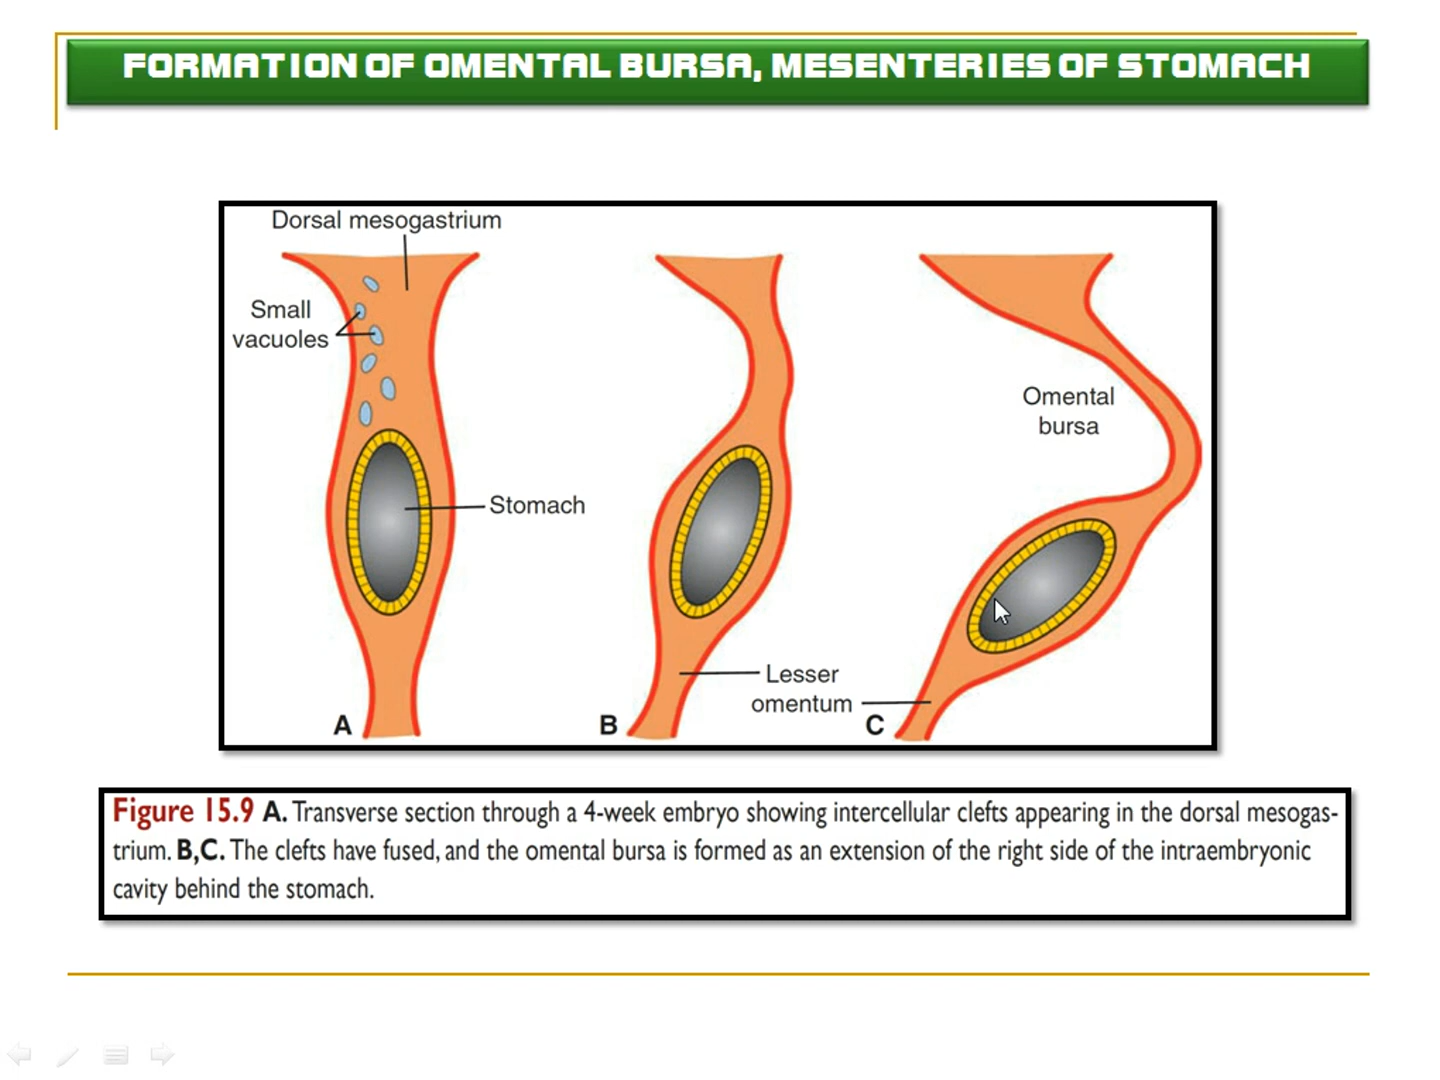 FORMATION OF OMENTAL BURSA, MESENTERIES OF STOMACH
Dorsal mesogastrium
Small
vacuoles
Stomach
Omental
bursa
Lesser
omentum
A
B
C
Figure 15.9 A. Transverse section through a 4-week embryo showing intercellular clefts appearing in the dorsal mesogas-
trium. B,C. The clefts have fused, and the omental bursa is formed as an extension of the right side of the intraembryonic
cavity behind the stomach.